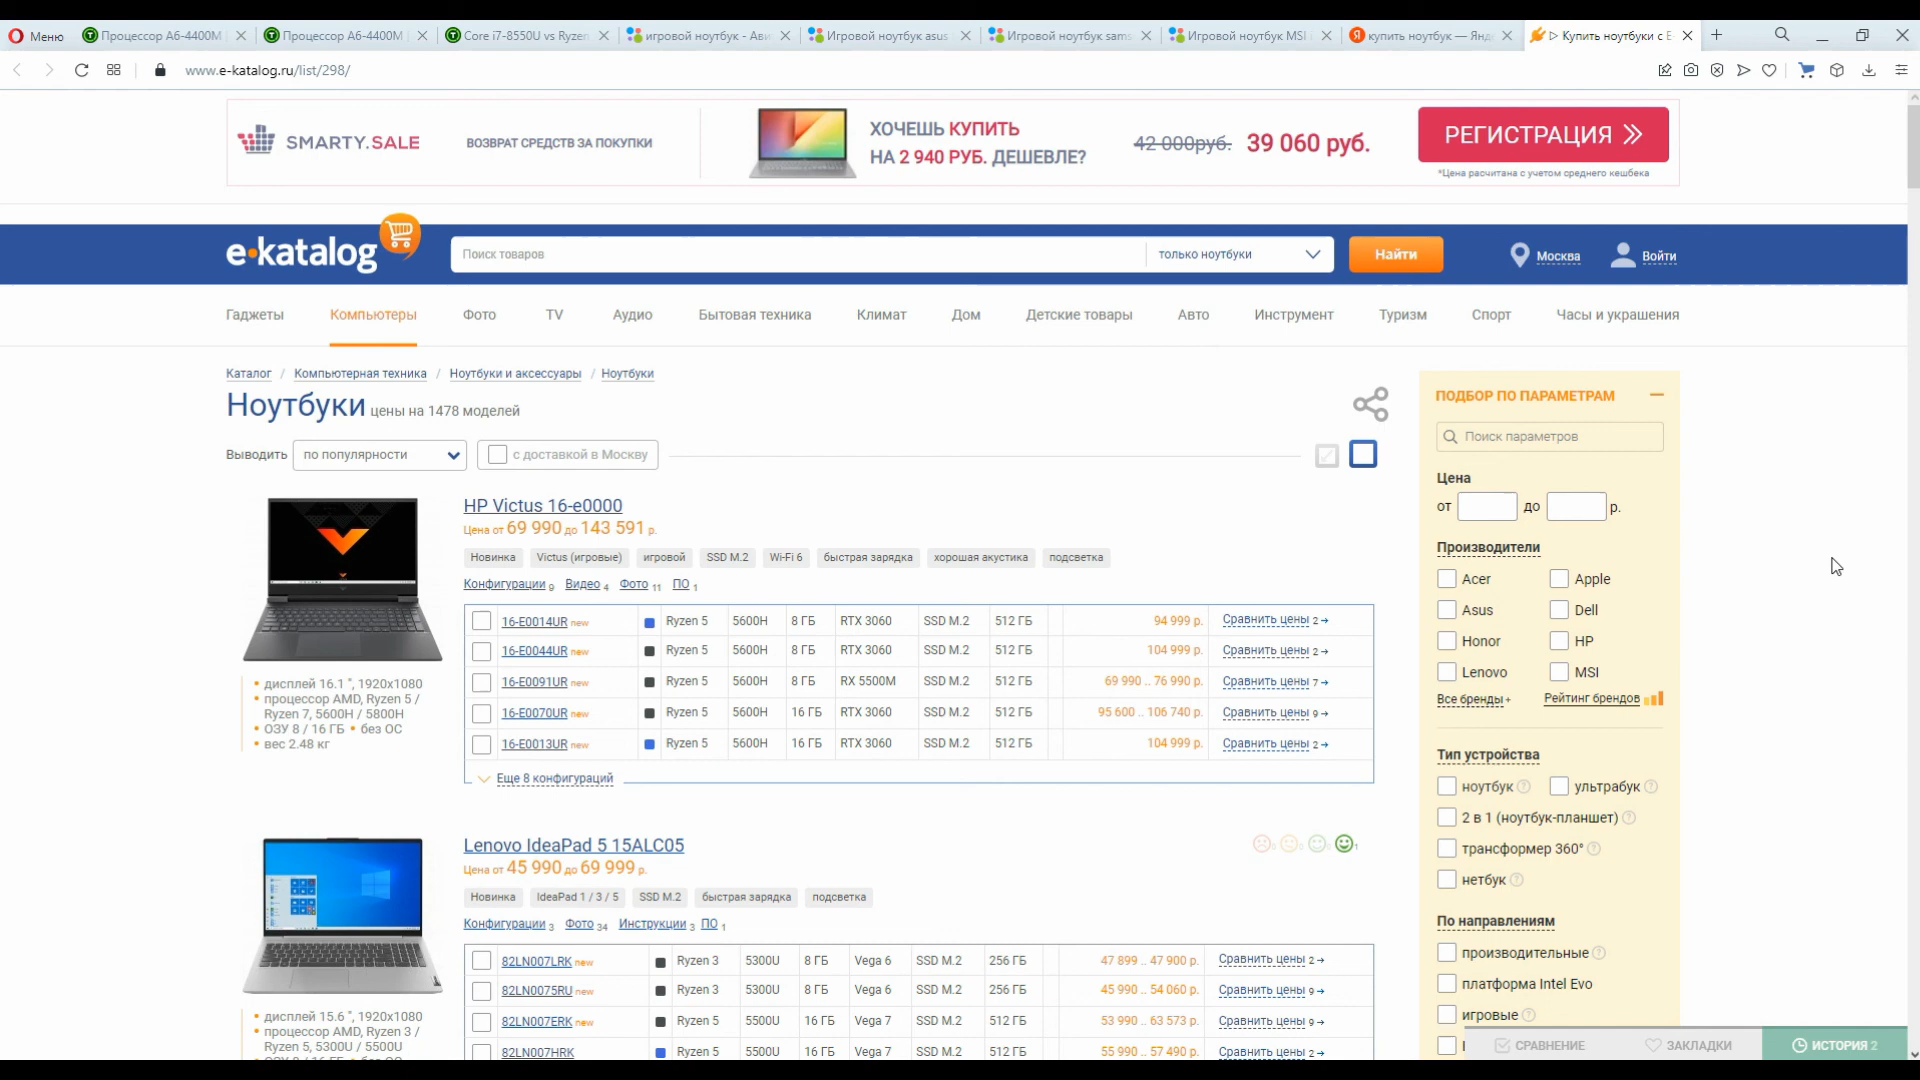 Меню
Процессор A6-4400M
Процессор A6-4400M
Core i7-8550U vs Ryzen
игровой ноутбук - Ави
Игровой ноутбук asus
Игровой ноутбук sams
Игровой ноутбук MSI
купить ноутбук — Янд
Купить ноутбуки с E
www.e-katalog.ru/list/298/
SMARTY.SALE
ВОЗВРАТ СРЕДСТВ ЗА ПОКУПКИ
ХОЧЕШЬ КУПИТЬ
НА 2 940 РУБ. ДЕШЕВЛЕ?
42 000руб. 39 060 руб.
РЕГИСТРАЦИЯ
*Цена расчитана с учетом среднего кешбека
e·katalog
Поиск товаров
только ноутбуки
Найти
Москва
Войти
Гаджеты Компьютеры Фото TV Аудио Бытовая техника Климат Дом Детские товары Авто Инструмент Туризм Спорт Часы и украшения
Каталог / Компьютерная техника / Ноутбуки и аксессуары / Ноутбуки
Ноутбуки цены на 1478 моделей
Выводить по популярности с доставкой в Москву
HP Victus 16-e0000
Цена от 69 990 до 143 591 р.
Новинка Victus (игровые) игровой SSD M.2 Wi-Fi 6 быстрая зарядка хорошая акустика подсветка
Конфигурации 9 Видео 4 Фото 11 ПО 1
16-E0014UR new Ryzen 5 5600H 8 ГБ RTX 3060 SSD M.2 512 ГБ 94 999 р. Сравнить цены 2→
16-E0044UR new Ryzen 5 5600H 8 ГБ RTX 3060 SSD M.2 512 ГБ 104 999 р. Сравнить цены 2→
16-E0091UR new Ryzen 5 5600H 8 ГБ RX 5500M SSD M.2 512 ГБ 69 990 .. 76 990 р. Сравнить цены 7→
16-E0070UR new Ryzen 5 5600H 16 ГБ RTX 3060 SSD M.2 512 ГБ 95 600 .. 106 740 р. Сравнить цены 9→
16-E0013UR new Ryzen 5 5600H 16 ГБ RTX 3060 SSD M.2 512 ГБ 104 999 р. Сравнить цены 2→
Еще 8 конфигураций
• дисплей 16.1 ", 1920x1080
• процессор AMD, Ryzen 5 /
Ryzen 7, 5600H / 5800H
• ОЗУ 8 / 16 ГБ • без ОС
• вес 2.48 кг
Lenovo IdeaPad 5 15ALC05
Цена от 45 990 до 69 999 р.
Новинка IdeaPad 1 / 3 / 5 SSD M.2 быстрая зарядка подсветка
Конфигурации 3 Фото 34 Инструкции 3 ПО 1
82LN007LRK new Ryzen 3 5300U 8 ГБ Vega 6 SSD M.2 256 ГБ 47 899 .. 47 900 р. Сравнить цены 2→
82LN0075RU new Ryzen 3 5300U 8 ГБ Vega 6 SSD M.2 256 ГБ 45 990 .. 54 060 р. Сравнить цены 9→
82LN007ERK new Ryzen 5 5500U 16 ГБ Vega 7 SSD M.2 512 ГБ 53 990 .. 63 573 р. Сравнить цены 9→
82LN007HRK Ryzen 5 5500U 16 ГБ Vega 7 SSD M.2 512 ГБ 55 990 .. 57 490 р. Сравнить цены 2→
• дисплей 15.6 ", 1920x1080
• процессор AMD, Ryzen 3 /
Ryzen 5, 5300U / 5500U
ПОДБОР ПО ПАРАМЕТРАМ
Поиск параметров
Цена
от до р.
Производители
Acer Apple
Asus Dell
Honor HP
Lenovo MSI
Все бренды+ Рейтинг брендов
Тип устройства
ноутбук ультрабук
2 в 1 (ноутбук-планшет)
трансформер 360°
нетбук
По направлениям
производительные
платформа Intel Evo
игровые
СРАВНЕНИЕ ЗАКЛАДКИ ИСТОРИЯ 2